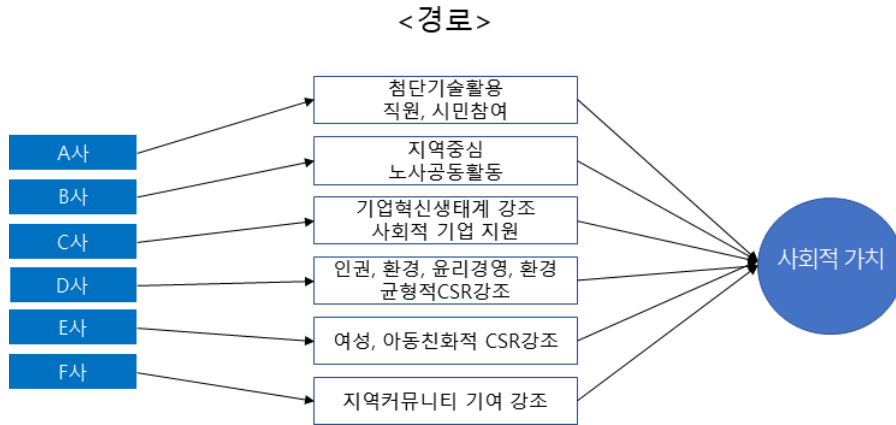 <경로>
A사
B사
C사
D사
E사
F사
첨단기술활용
직원, 시민참여
지역중심
노사공동활동
기업혁신생태계 강조
사회적 기업 지원
인권, 환경, 윤리경영, 환경
균형적CSR강조
여성, 아동친화적 CSR강조
지역커뮤니티 기여 강조
사회적 가치